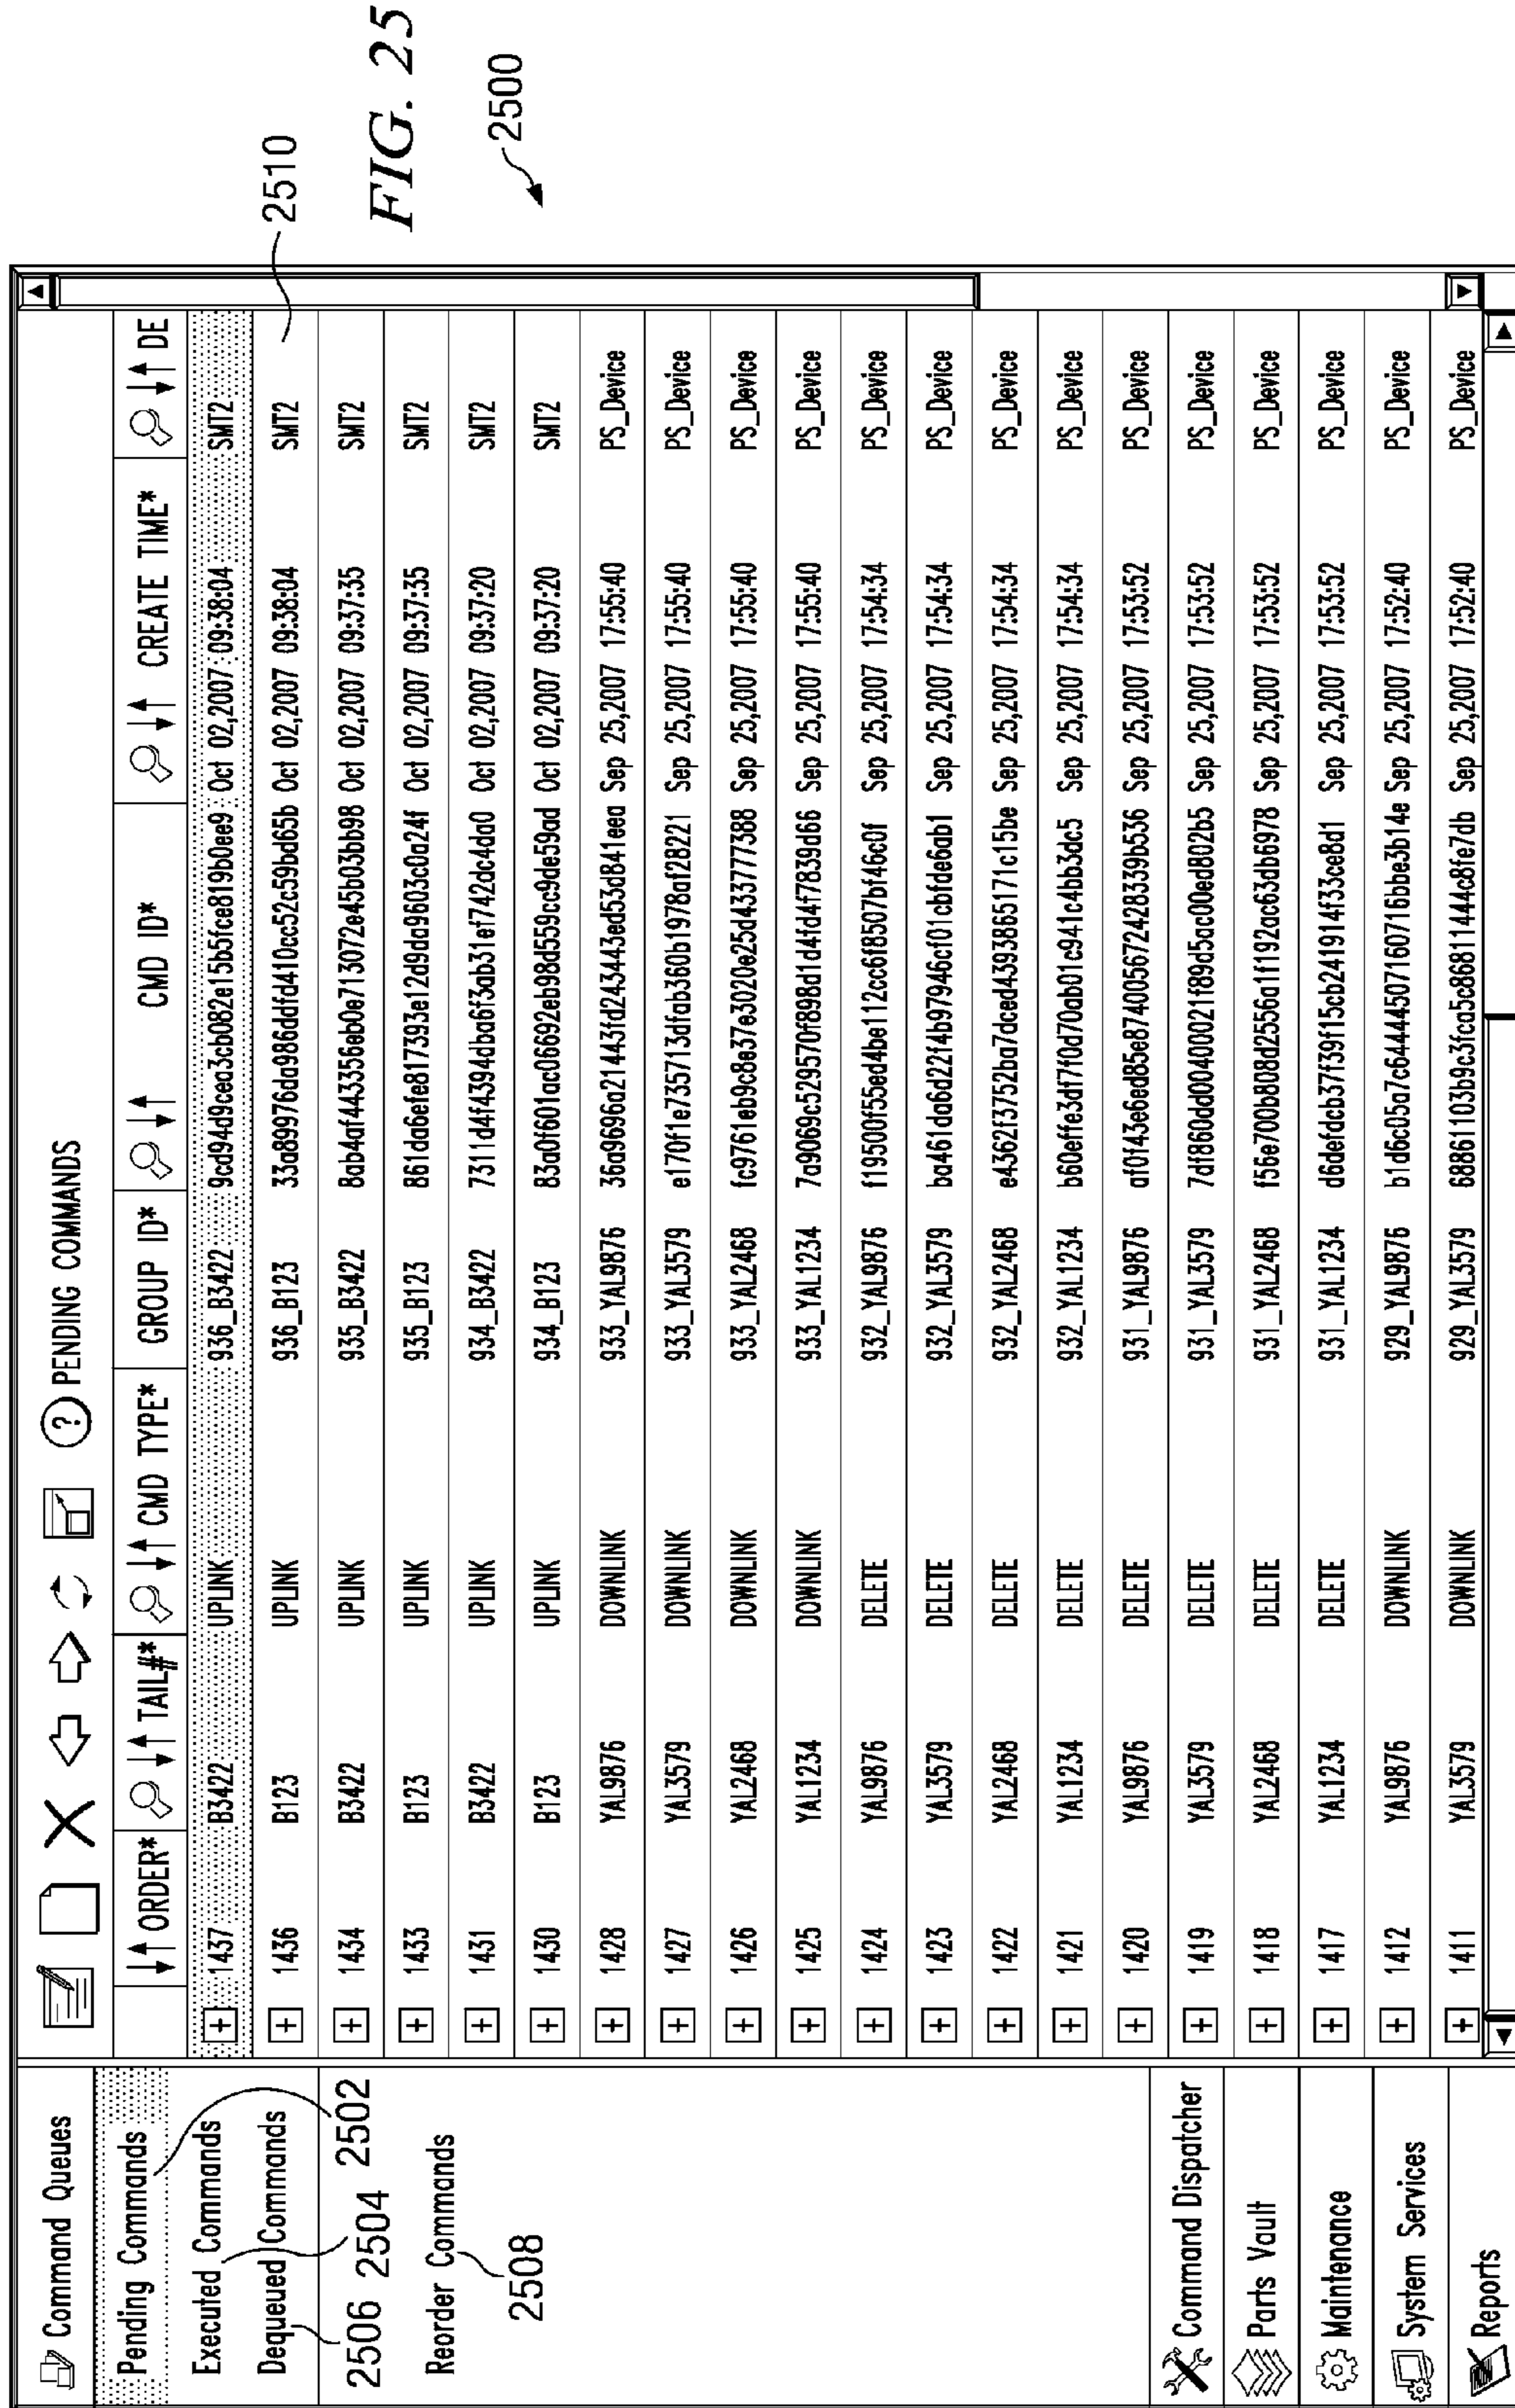 Command Queues
Pending Commands
Executed Commands
Dequeued Commands
2506 2504 2502
Reorder Commands
2508
Command Dispatcher
Parts Vault
Maintenance
System Services
Reports
? PENDING COMMANDS
ORDER* TAIL#* CMD TYPE* GROUP ID* CMD ID* CREATE TIME* DE
+ 1437 B3422 UPLINK 936_B3422 9cd94d9cea3cb082e15b5fce819b0ee9 Oct 02,2007 09:38:04 SMT2
+ 1436 B123 UPLINK 936_B123 33a89976da986ddfd410cc52c59bd65b Oct 02,2007 09:38:04 SMT2
+ 1434 B3422 UPLINK 935_B3422 8ab4af443356eb0e713072e45b03bb98 Oct 02,2007 09:37:35 SMT2
+ 1433 B123 UPLINK 935_B123 861da6efe817393e12d9da9603c0a24f Oct 02,2007 09:37:35 SMT2
+ 1431 B3422 UPLINK 934_B3422 7311d4f4394dba6f3ab31ef742dc4da0 Oct 02,2007 09:37:20 SMT2
+ 1430 B123 UPLINK 934_B123 83a0f601ac06692eb98d559cc9de59ad Oct 02,2007 09:37:20 SMT2
+ 1428 YAL9876 DOWNLINK 933_YAL9876 36a9696a21443fd243443ed53d841eea Sep 25,2007 17:55:40 PS_Device
+ 1427 YAL3579 DOWNLINK 933_YAL3579 e170f1e735713dfab360b1978af28221 Sep 25,2007 17:55:40 PS_Device
+ 1426 YAL2468 DOWNLINK 933_YAL2468 fc9761eb9c8e37e3020e25d433777388 Sep 25,2007 17:55:40 PS_Device
+ 1425 YAL1234 DOWNLINK 933_YAL1234 7a9069c529570f898d1d4fd4f7839d66 Sep 25,2007 17:55:40 PS_Device
+ 1424 YAL9876 DELETE 932_YAL9876 f19500f55ed4be112cc6f8507bf46c0f Sep 25,2007 17:54:34 PS_Device
+ 1423 YAL3579 DELETE 932_YAL3579 ba461da6d22f4b97946cf01cbfde6ab1 Sep 25,2007 17:54:34 PS_Device
+ 1422 YAL2468 DELETE 932_YAL2468 e4362f3752ba7dced43938651​71c15be Sep 25,2007 17:54:34 PS_Device
+ 1421 YAL1234 DELETE 932_YAL1234 b60effe3df7f0d70ab01c941c4bb3dc5 Sep 25,2007 17:54:34 PS_Device
+ 1420 YAL9876 DELETE 931_YAL9876 af0f43e6ed85e87400567242833​9b536 Sep 25,2007 17:53:52 PS_Device
+ 1419 YAL3579 DELETE 931_YAL3579 7df860dd00400021f89d5ac00ed802b5 Sep 25,2007 17:53:52 PS_Device
+ 1418 YAL2468 DELETE 931_YAL2468 f56e700b808d2556a1f192ac63db6978 Sep 25,2007 17:53:52 PS_Device
+ 1417 YAL1234 DELETE 931_YAL1234 d6defdcb37f39f15cb241914f33ce8d1 Sep 25,2007 17:53:52 PS_Device
+ 1412 YAL9876 DOWNLINK 929_YAL9876 b1d6c05a7c64444507160716bbe3b14e Sep 25,2007 17:52:40 PS_Device
+ 1411 YAL3579 DOWNLINK 929_YAL3579 68861103b9c3fca5c86811444c8fe7db Sep 25,2007 17:52:40 PS_Device
2510
FIG. 25
2500